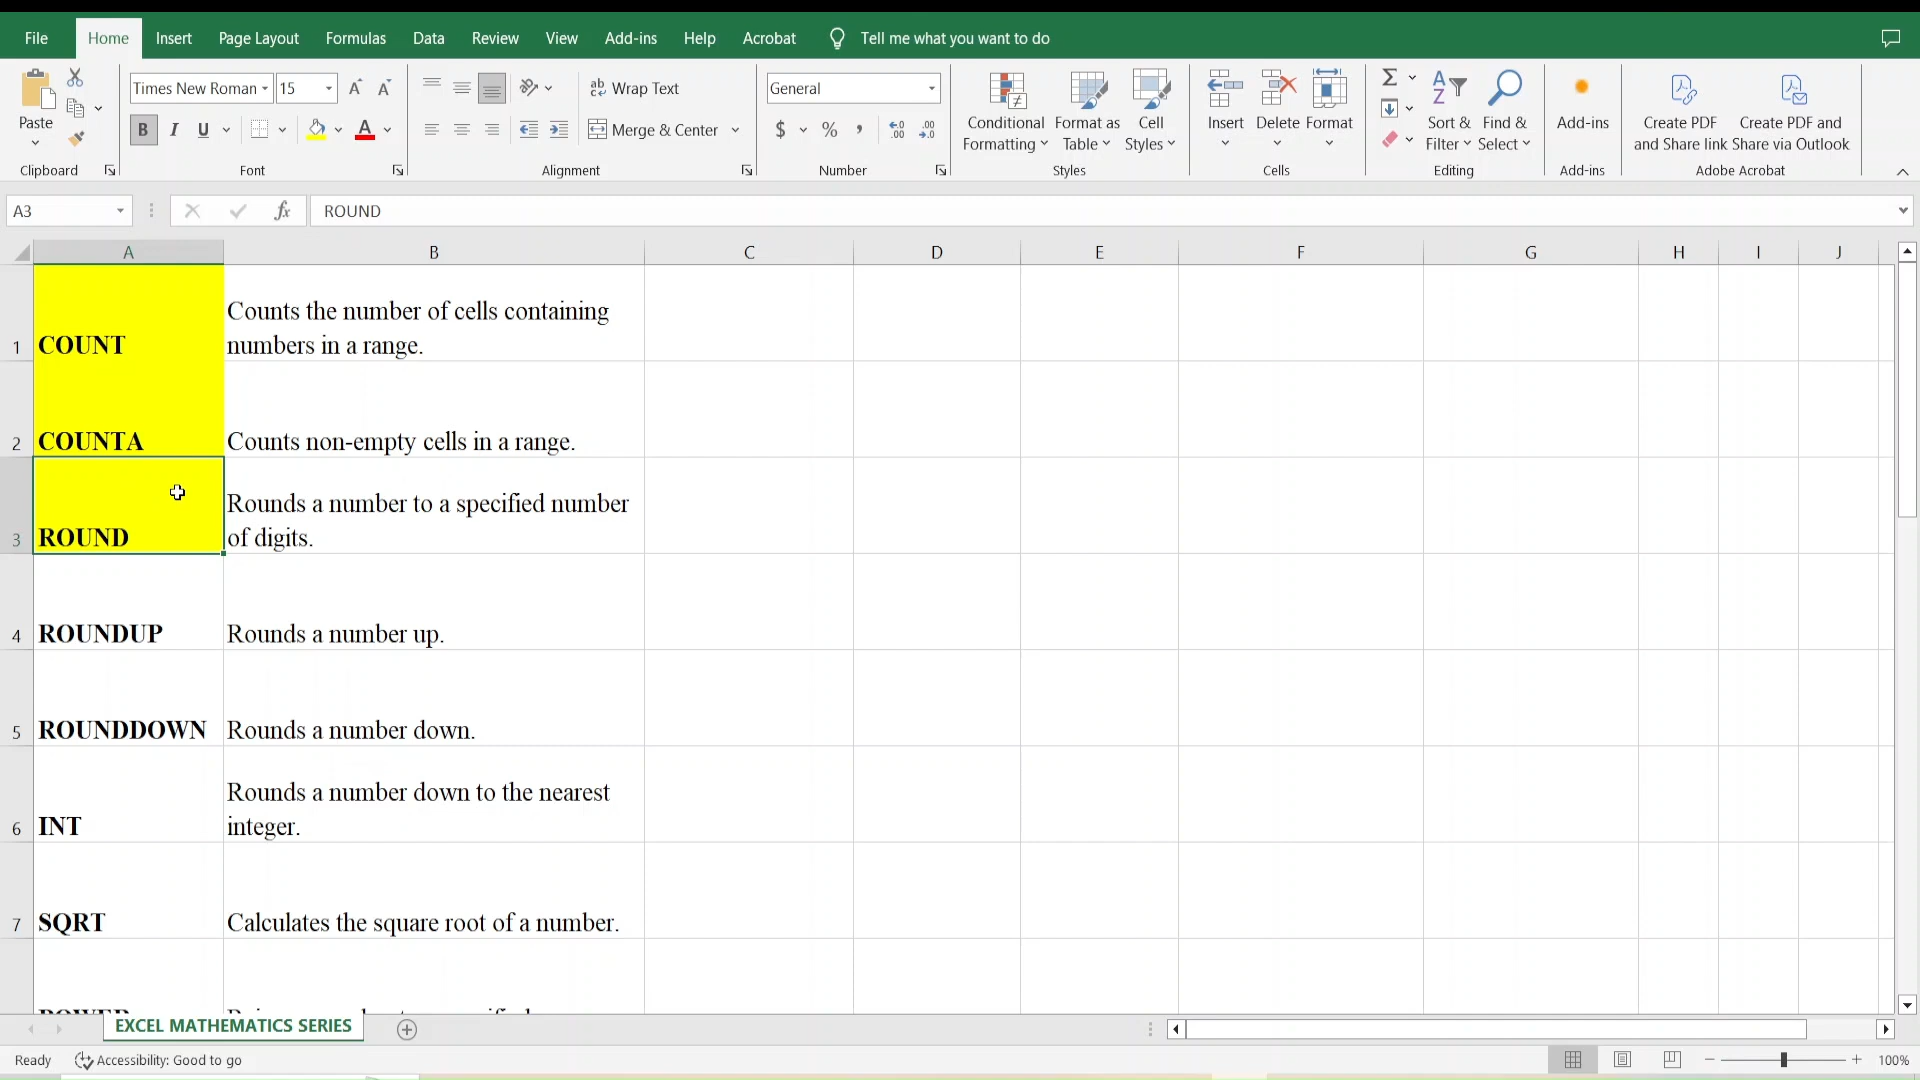 File Home Insert Page Layout Formulas Data Review View Add-ins Help Acrobat Tell me what you want to do
Times New Roman 15 ab Wrap Text General Σ
Paste B I U A Merge & Center $ % , Conditional Formatting Format as Table Cell Styles Insert Delete Format Sort & Filter Find & Select Add-ins Create PDF and Share link Create PDF and Share via Outlook
Clipboard Font Alignment Number Styles Cells Editing Add-ins Adobe Acrobat
A3 fx ROUND
A B C D E F G H I J
1 COUNT Counts the number of cells containing
numbers in a range.
2 COUNTA Counts non-empty cells in a range.
3 ROUND Rounds a number to a specified number
of digits.
4 ROUNDUP Rounds a number up.
5 ROUNDDOWN Rounds a number down.
6 INT Rounds a number down to the nearest
integer.
7 SQRT Calculates the square root of a number.
EXCEL MATHEMATICS SERIES
Ready Accessibility: Good to go 100%